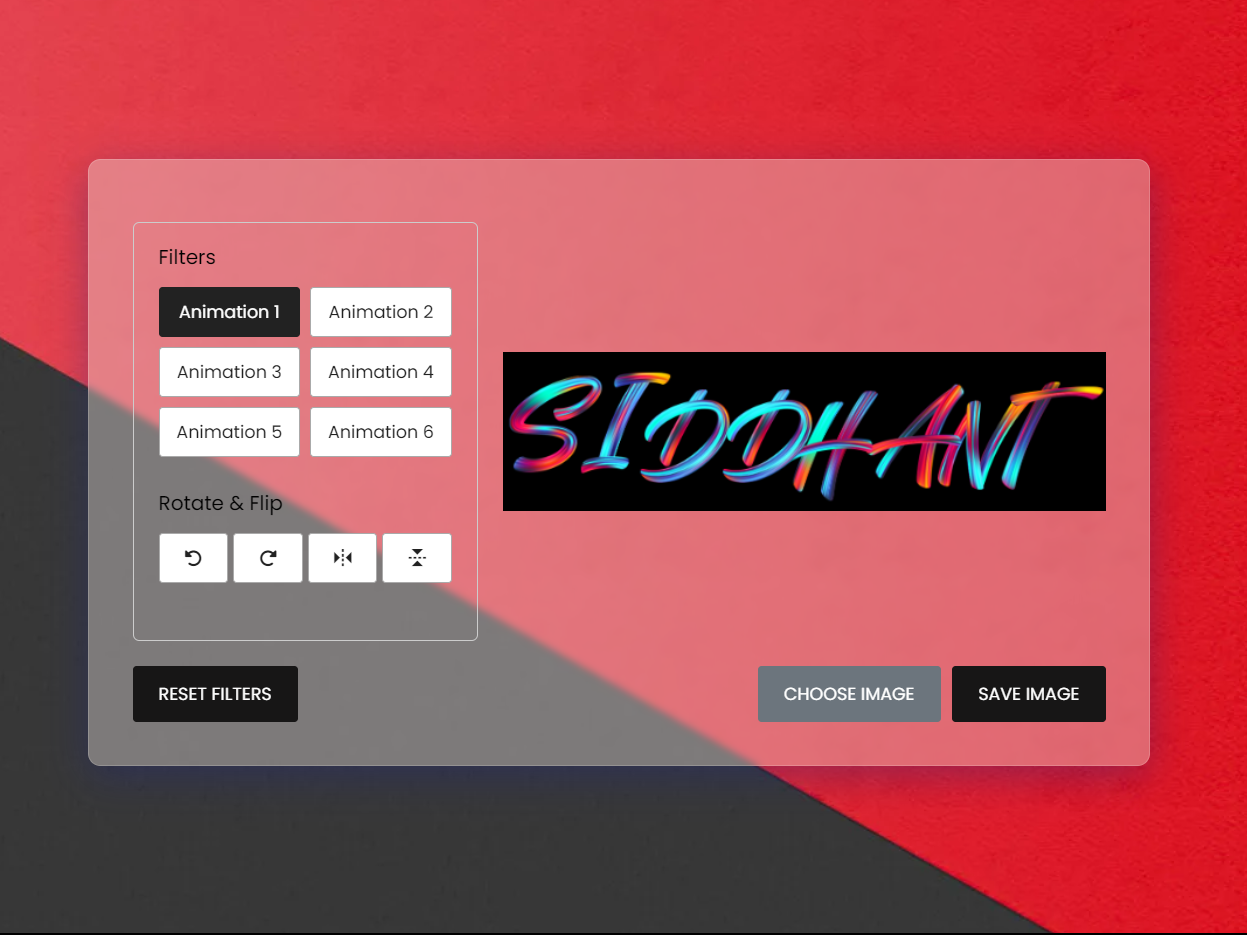 Filters
Animation 1
Animation 2
Animation 3
Animation 4
Animation 5
Animation 6
SIDDHANT
Rotate & Flip
RESET FILTERS
CHOOSE IMAGE
SAVE IMAGE